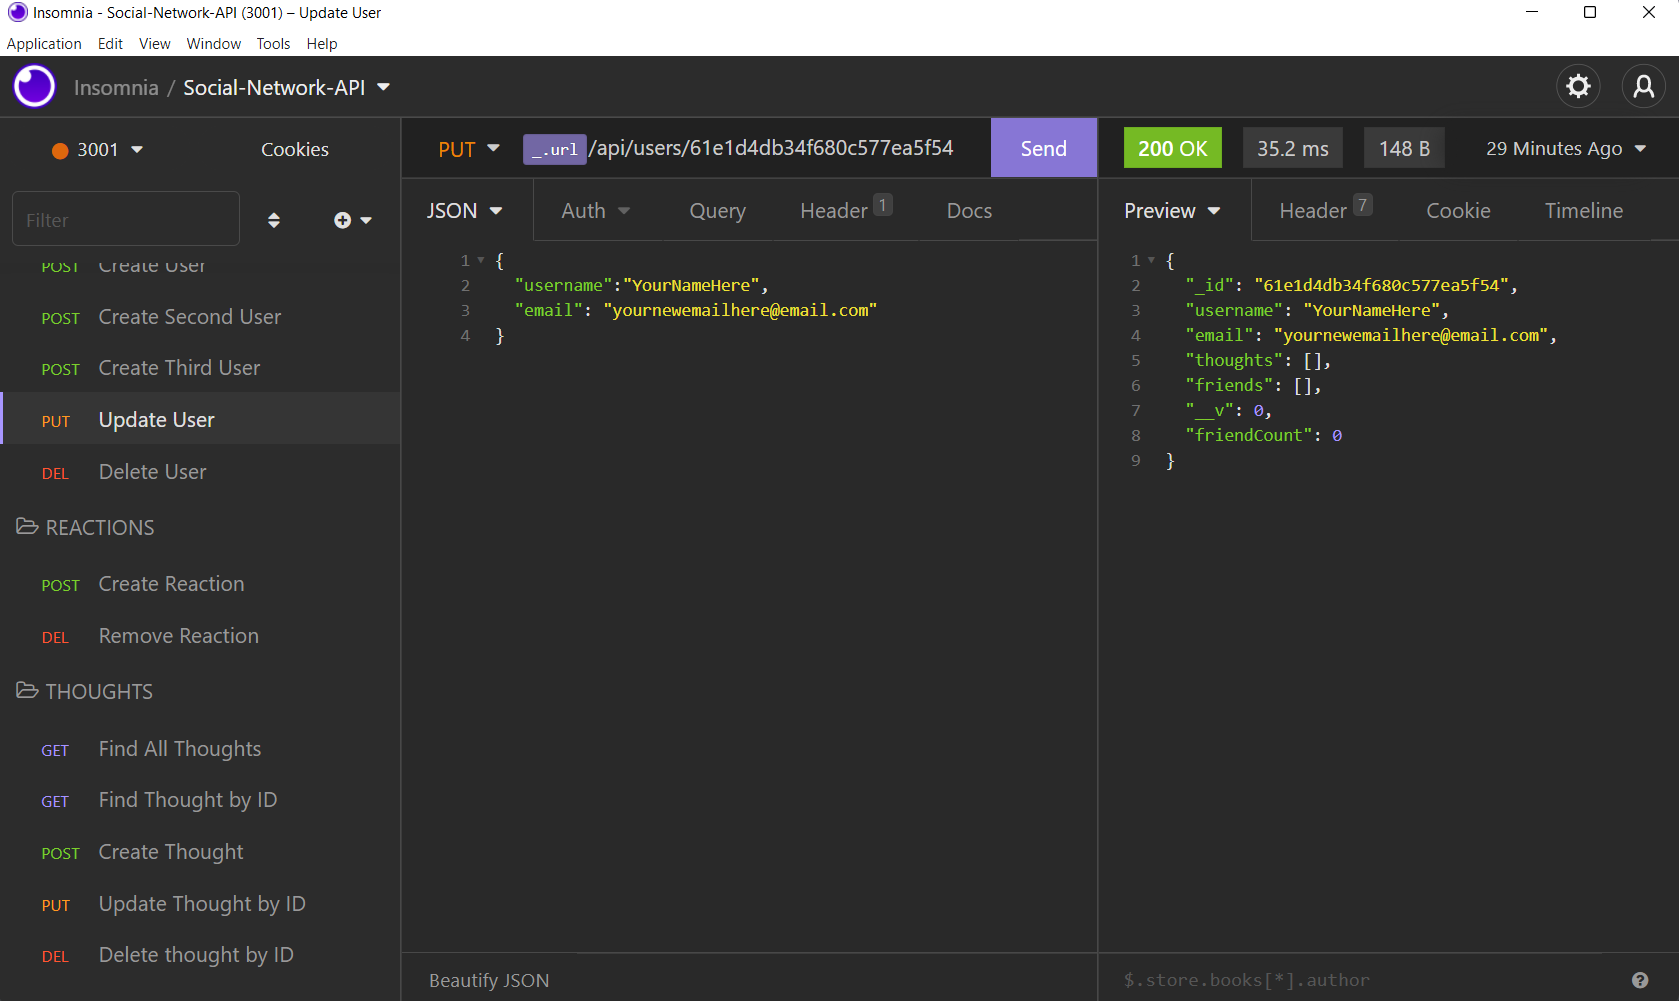 Insomnia - Social-Network-API (3001) – Update User
Application Edit View Window Tools Help
Insomnia / Social-Network-API
3001 Cookies
PUT _.url /api/users/61e1d4db34f680c577ea5f54 Send
200 OK 35.2 ms 148 B 29 Minutes Ago
Filter
JSON Auth Query Header 1 Docs
Preview Header 7 Cookie Timeline
POST Create User
POST Create Second User
POST Create Third User
PUT Update User
DEL Delete User
REACTIONS
POST Create Reaction
DEL Remove Reaction
THOUGHTS
GET Find All Thoughts
GET Find Thought by ID
POST Create Thought
PUT Update Thought by ID
DEL Delete thought by ID
1 {
2 "username":"YourNameHere",
3 "email": "yournewemailhere@email.com"
4 }
Beautify JSON
1 {
2 "_id": "61e1d4db34f680c577ea5f54",
3 "username": "YourNameHere",
4 "email": "yournewemailhere@email.com",
5 "thoughts": [],
6 "friends": [],
7 "__v": 0,
8 "friendCount": 0
9 }
$.store.books[*].author